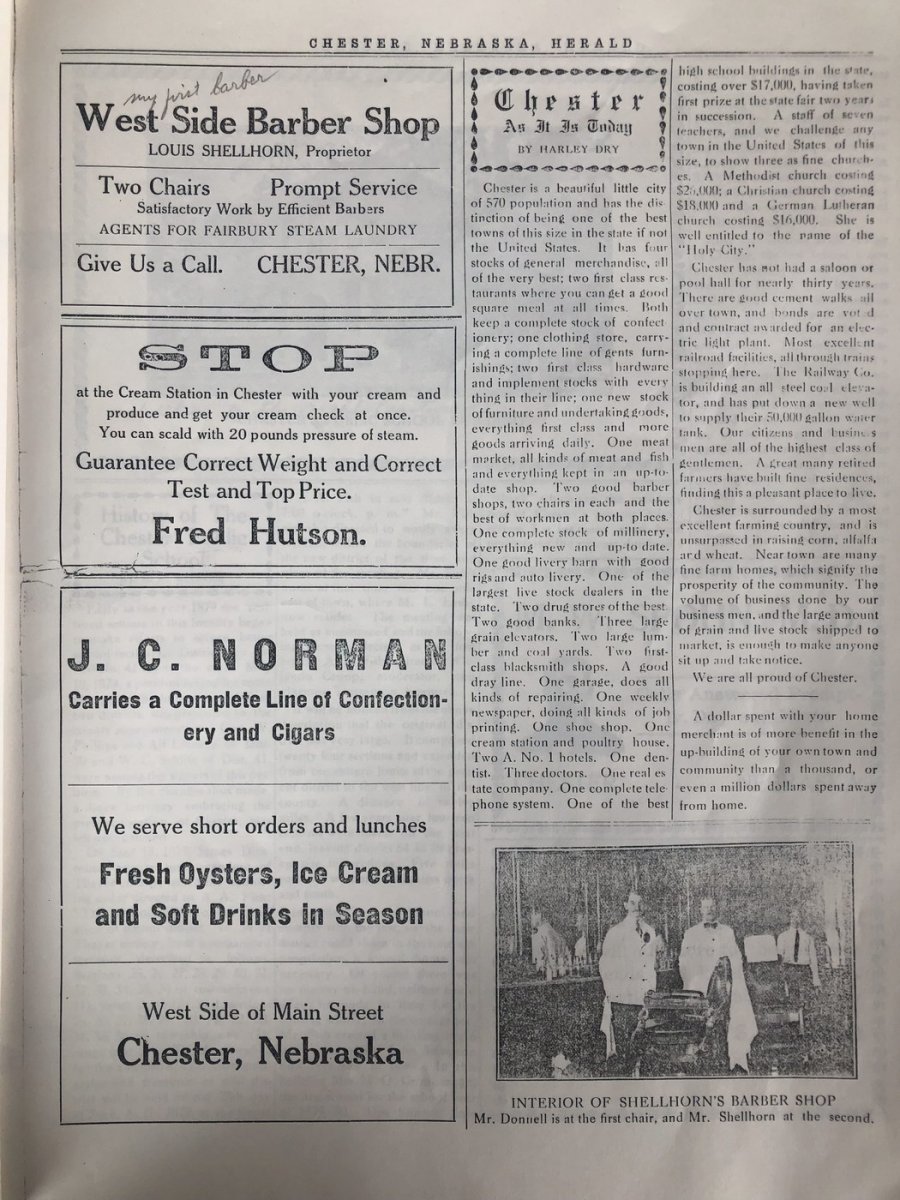 CHESTER, NEBRASKA, HERALD
my first barber
West Side Barber Shop
LOUIS SHELLHORN, Proprietor
Two Chairs Prompt Service
Satisfactory Work by Efficient Barbers
AGENTS FOR FAIRBURY STEAM LAUNDRY
Give Us a Call. CHESTER, NEBR.
STOP
at the Cream Station in Chester with your cream and
produce and get your cream check at once.
You can scald with 20 pounds pressure of steam.
Guarantee Correct Weight and Correct
Test and Top Price.
Fred Hutson.
J. C. NORMAN
Carries a Complete Line of Confection-
ery and Cigars
We serve short orders and lunches
Fresh Oysters, Ice Cream
and Soft Drinks in Season
West Side of Main Street
Chester, Nebraska
Chester
As It Is Today
BY HARLEY DRY
Chester is a beautiful little city
of 570 population and has the dis-
tinction of being one of the best
towns of this size in the state if not
the United States. It has four
stocks of general merchandise, all
of the very best; two first class res-
taurants where you can get a good
square meal at all times. Both
keep a complete stock of confect
ionery; one clothing store, carry-
ing a complete line of gents furn-
ishings; two first class hardware
and implement stocks with every
thing in their line; one new stock
of furniture and undertaking goods,
everything first class and more
goods arriving daily. One meat
market, all kinds of meat and fish
and everything kept in an up-to-
date shop. Two good barber
shops, two chairs in each and the
best of workmen at both places.
One complete stock of millinery,
everything new and up-to date.
One good livery barn with good
rigs and auto livery. One of the
largest live stock dealers in the
state. Two drug stores of the best.
Two good banks. Three large
grain elevators. Two large lum-
ber and coal yards. Two first-
class blacksmith shops. A good
dray line. One garage, does all
kinds of repairing. One weekly
newspaper, doing all kinds of job
printing. One shoe shop. One
cream station and poultry house.
Two A. No. 1 hotels. One den-
tist. Three doctors. One real es
tate company. One complete tele-
phone system. One of the best
high school buildings in the state,
costing over $17,000, having taken
first prize at the state fair two years
in succession. A staff of seven
teachers, and we challenge any
town in the United States of this
size, to show three as fine church-
es. A Methodist church costing
$25,000; a Christian church costing
$18,000 and a German Lutheran
church costing $16,000. She is
well entitled to the name of the
"Holy City."
Chester has not had a saloon or
pool hall for nearly thirty years.
There are good cement walks all
over town, and bonds are voted
and contract awarded for an elec-
tric light plant. Most excellent
railroad facilities, all through trains
stopping here. The Railway Co.
is building an all steel coal eleva-
tor, and has put down a new well
to supply their 50,000 gallon water
tank. Our citizens and business
men are all of the highest class of
gentlemen. A great many retired
farmers have built fine residences,
finding this a pleasant place to live.
Chester is surrounded by a most
excellent farming country, and is
unsurpassed in raising corn, alfalfa
and wheat. Near town are many
fine farm homes, which signify the
prosperity of the community. The
volume of business done by our
business men, and the large amount
of grain and live stock shipped to
market, is enough to make anyone
sit up and take notice.
We are all proud of Chester.
A dollar spent with your home
merchant is of more benefit in the
up-building of your own town and
community than a thousand, or
even a million dollars spent away
from home.
INTERIOR OF SHELLHORN'S BARBER SHOP
Mr. Donnell is at the first chair, and Mr. Shellhorn at the second.